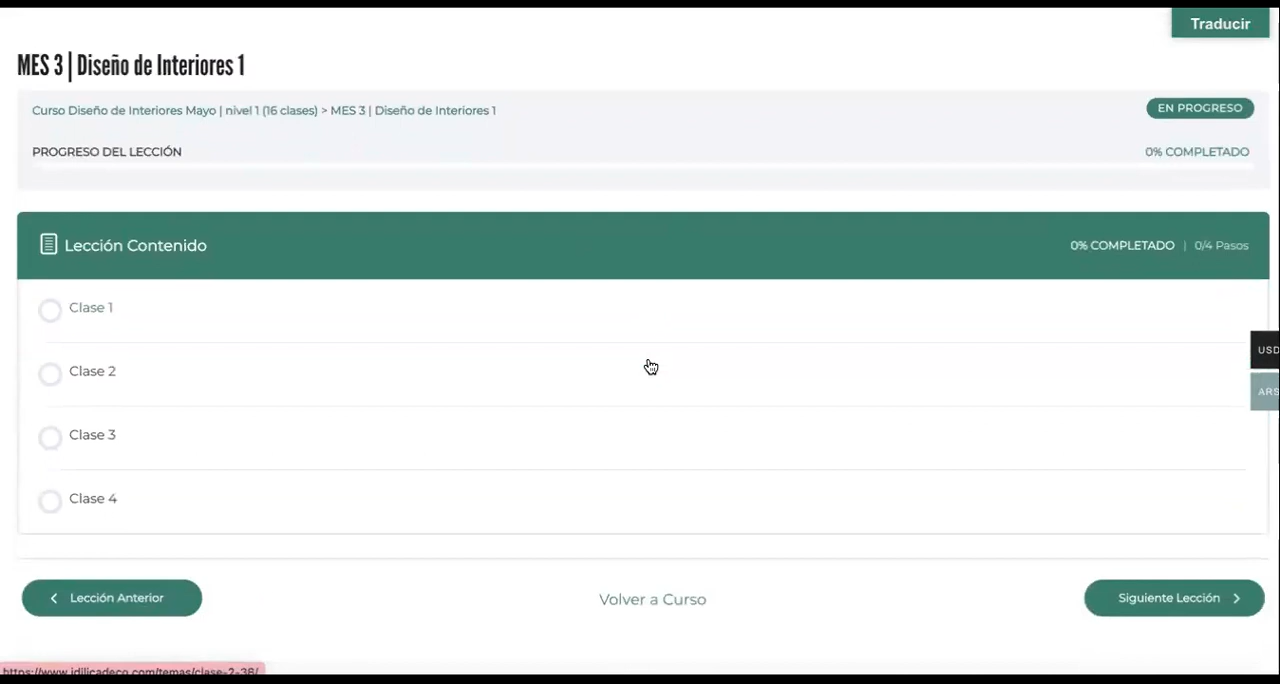 Traducir
MES 3 | Diseño de Interiores 1
Curso Diseño de Interiores Mayo | nivel 1 (16 clases) > MES 3 | Diseño de Interiores 1
EN PROGRESO
PROGRESO DEL LECCIÓN
0% COMPLETADO
Lección Contenido
0% COMPLETADO | 0/4 Pasos
Clase 1
USD
Clase 2
ARS
Clase 3
Clase 4
Lección Anterior
Volver a Curso
Siguiente Lección
https://www.idilicadeco.com/temas/clase-2-38/